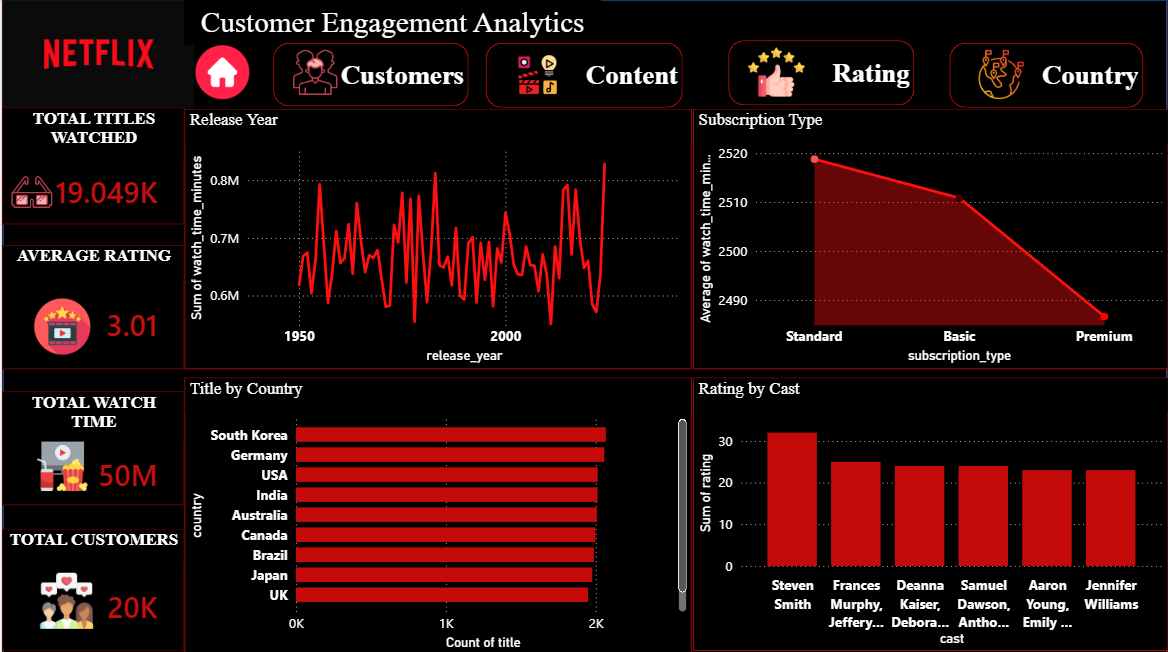 NETFLIX
Customer Engagement Analytics
Customers
Content
Rating
Country
TOTAL TITLES
WATCHED
19.049K
AVERAGE RATING
3.01
TOTAL WATCH
TIME
50M
TOTAL CUSTOMERS
20K
Release Year
Sum of watch_time_minutes
0.8M
0.7M
0.6M
1950
2000
release_year
Subscription Type
Average of watch_time_min...
2520
2510
2500
2490
Standard
Basic
Premium
subscription_type
Title by Country
country
South Korea
Germany
USA
India
Australia
Canada
Brazil
Japan
UK
0K
1K
2K
Count of title
Rating by Cast
Sum of rating
30
20
10
0
Steven
Smith
Frances
Murphy,
Jeffery...
Deanna
Kaiser,
Debora...
Samuel
Dawson,
Antho...
Aaron
Young,
Emily ...
Jennifer
Williams
cast